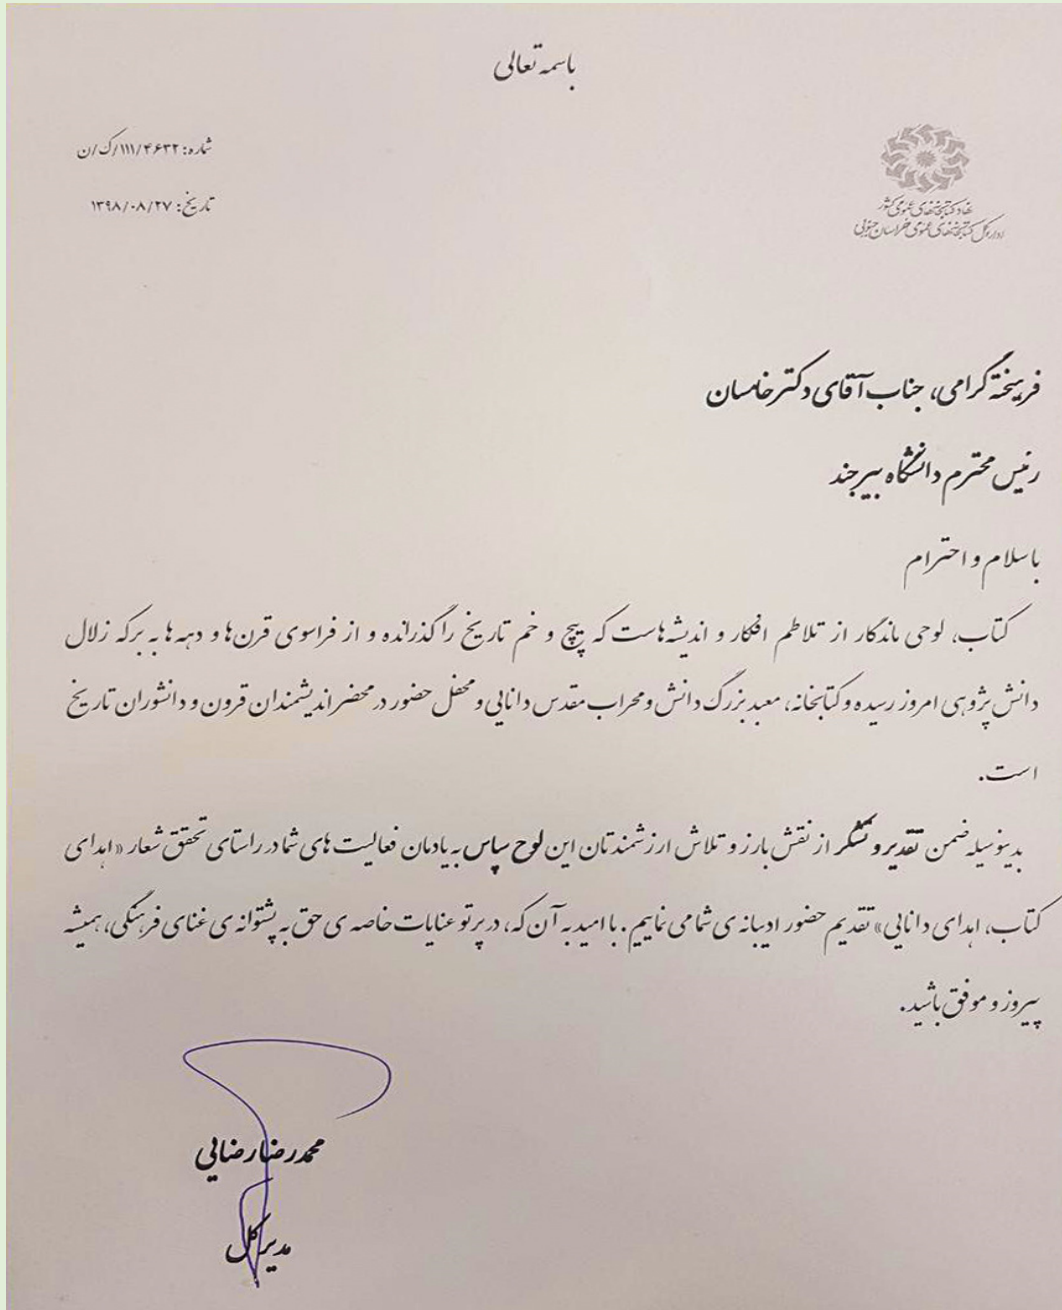 باسمه تعالی
شماره: ۱۱۱/۴۶۳۲/ک/ن
تاریخ: ۱۳۹۸/۰۸/۲۷
نهاد کتابخانه‌های عمومی کشور
اداره کل کتابخانه‌های عمومی خراسان جنوبی
فرهیخته گرامی، جناب آقای دکتر خامسان
رئیس محترم دانشگاه بیرجند
با سلام و احترام
کتاب، لوحی ماندگار از تلاطم افکار و اندیشه‌هاست که پیچ و خم تاریخ را گذرانده و از فراسوی قرن‌ها و دهه‌ها به برکه زلال
دانش پژوهی امروز رسیده و کتابخانه، معبد بزرگ دانش و محراب مقدس دانایی و محفل حضور در محضر اندیشمندان قرون و دانشوران تاریخ
است.
بدینوسیله ضمن تقدیر و تشکر از نقش بارز و تلاش ارزشمندتان این لوح سپاس به یادمان فعالیت های شما در راستای تحقق شعار «اهدای
کتاب، اهدای دانایی» تقدیم حضور ادیبانه ی شما می نماییم. با امید به آن که، در پرتو عنایات خاصه ی حق به پشتوانه ی غنای فرهنگی، همیشه
پیروز و موفق باشید.
محمدرضا رضایی
مدیر کل